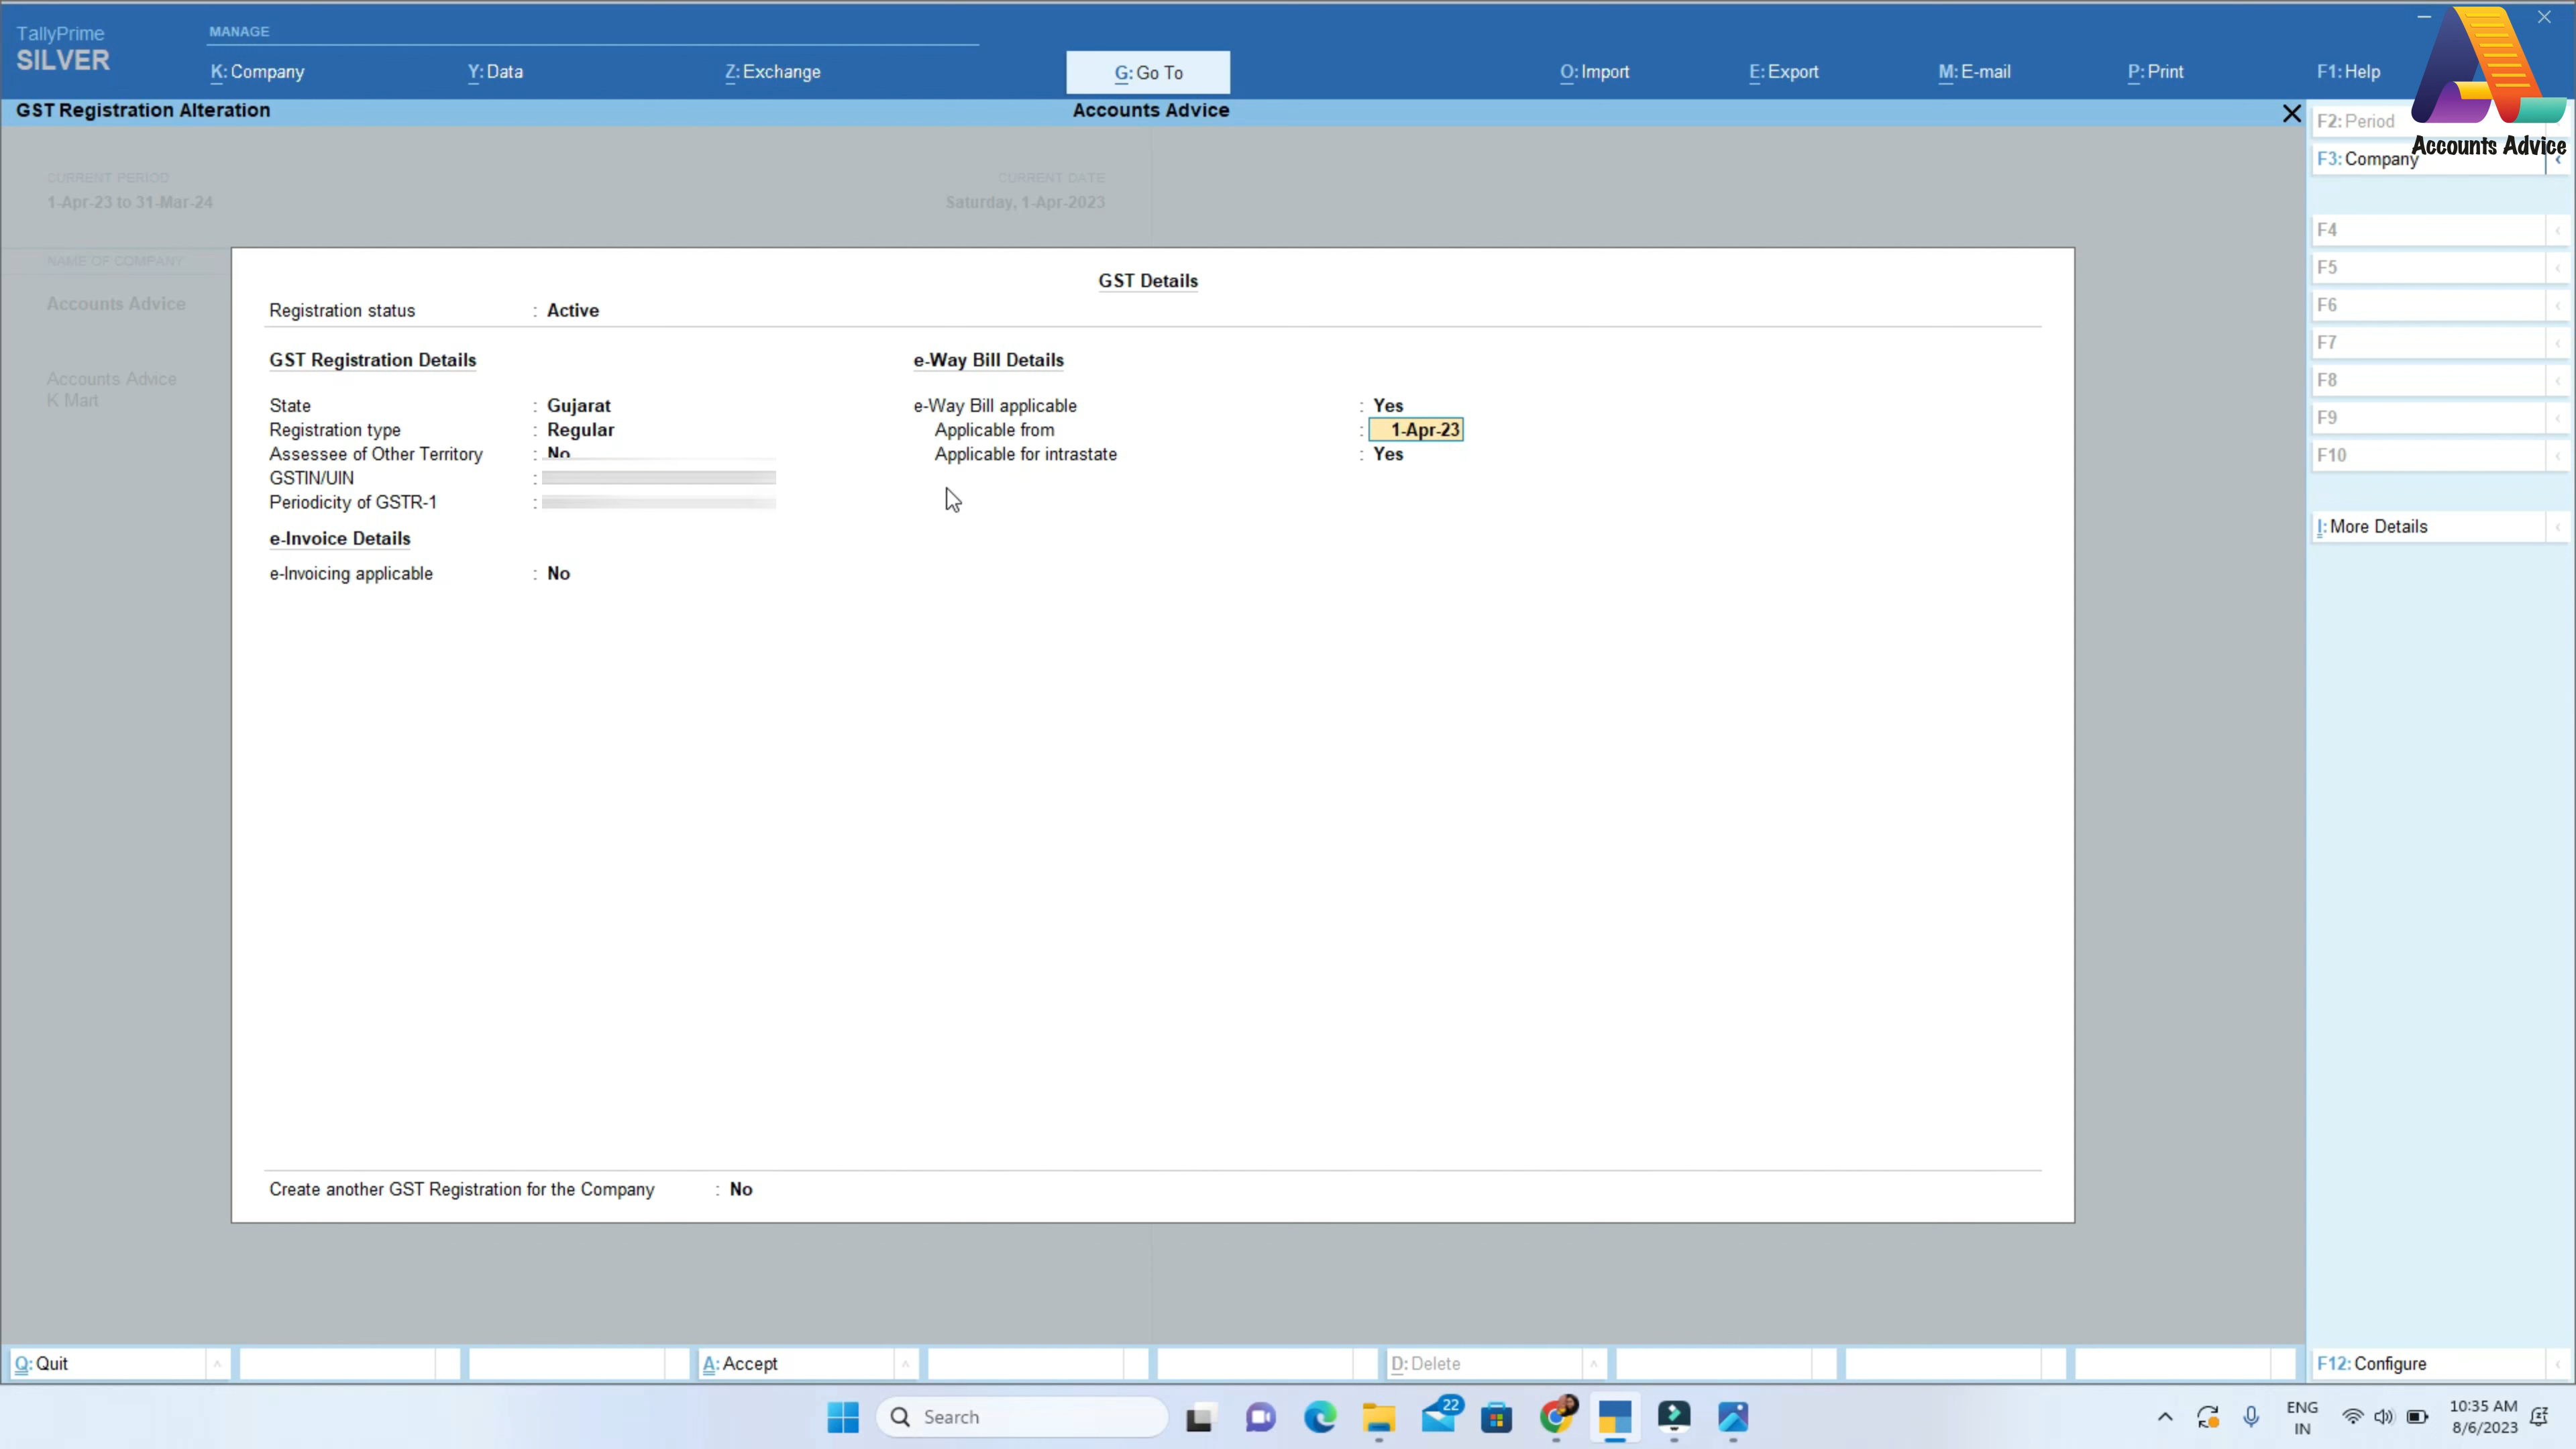 TallyPrime
SILVER
MANAGE
K: Company
Y: Data
Z: Exchange
G: Go To
O: Import
E: Export
M: E-mail
P: Print
F1: Help
Accounts Advice
GST Registration Alteration
Accounts Advice
CURRENT PERIOD
1-Apr-23 to 31-Mar-24
CURRENT DATE
Saturday, 1-Apr-2023
NAME OF COMPANY
Accounts Advice
Accounts Advice
K Mart
GST Details
Registration status : Active
GST Registration Details
State : Gujarat
Registration type : Regular
Assessee of Other Territory : No
GSTIN/UIN :
Periodicity of GSTR-1 :
e-Invoice Details
e-Invoicing applicable : No
e-Way Bill Details
e-Way Bill applicable : Yes
Applicable from : 1-Apr-23
Applicable for intrastate : Yes
Create another GST Registration for the Company : No
F2: Period
F3: Company
F4
F5
F6
F7
F8
F9
F10
I: More Details
F12: Configure
Q: Quit
A: Accept
D: Delete
Search
22
ENG
IN
10:35 AM
8/6/2023